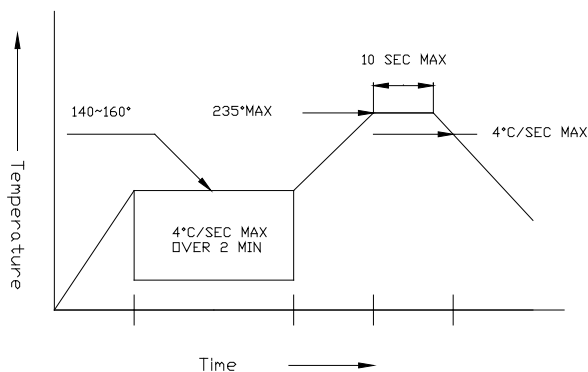 10 SEC MAX
140~160°
235°MAX
4°C/SEC MAX
4°C/SEC MAX
OVER 2 MIN
Temperature
Time